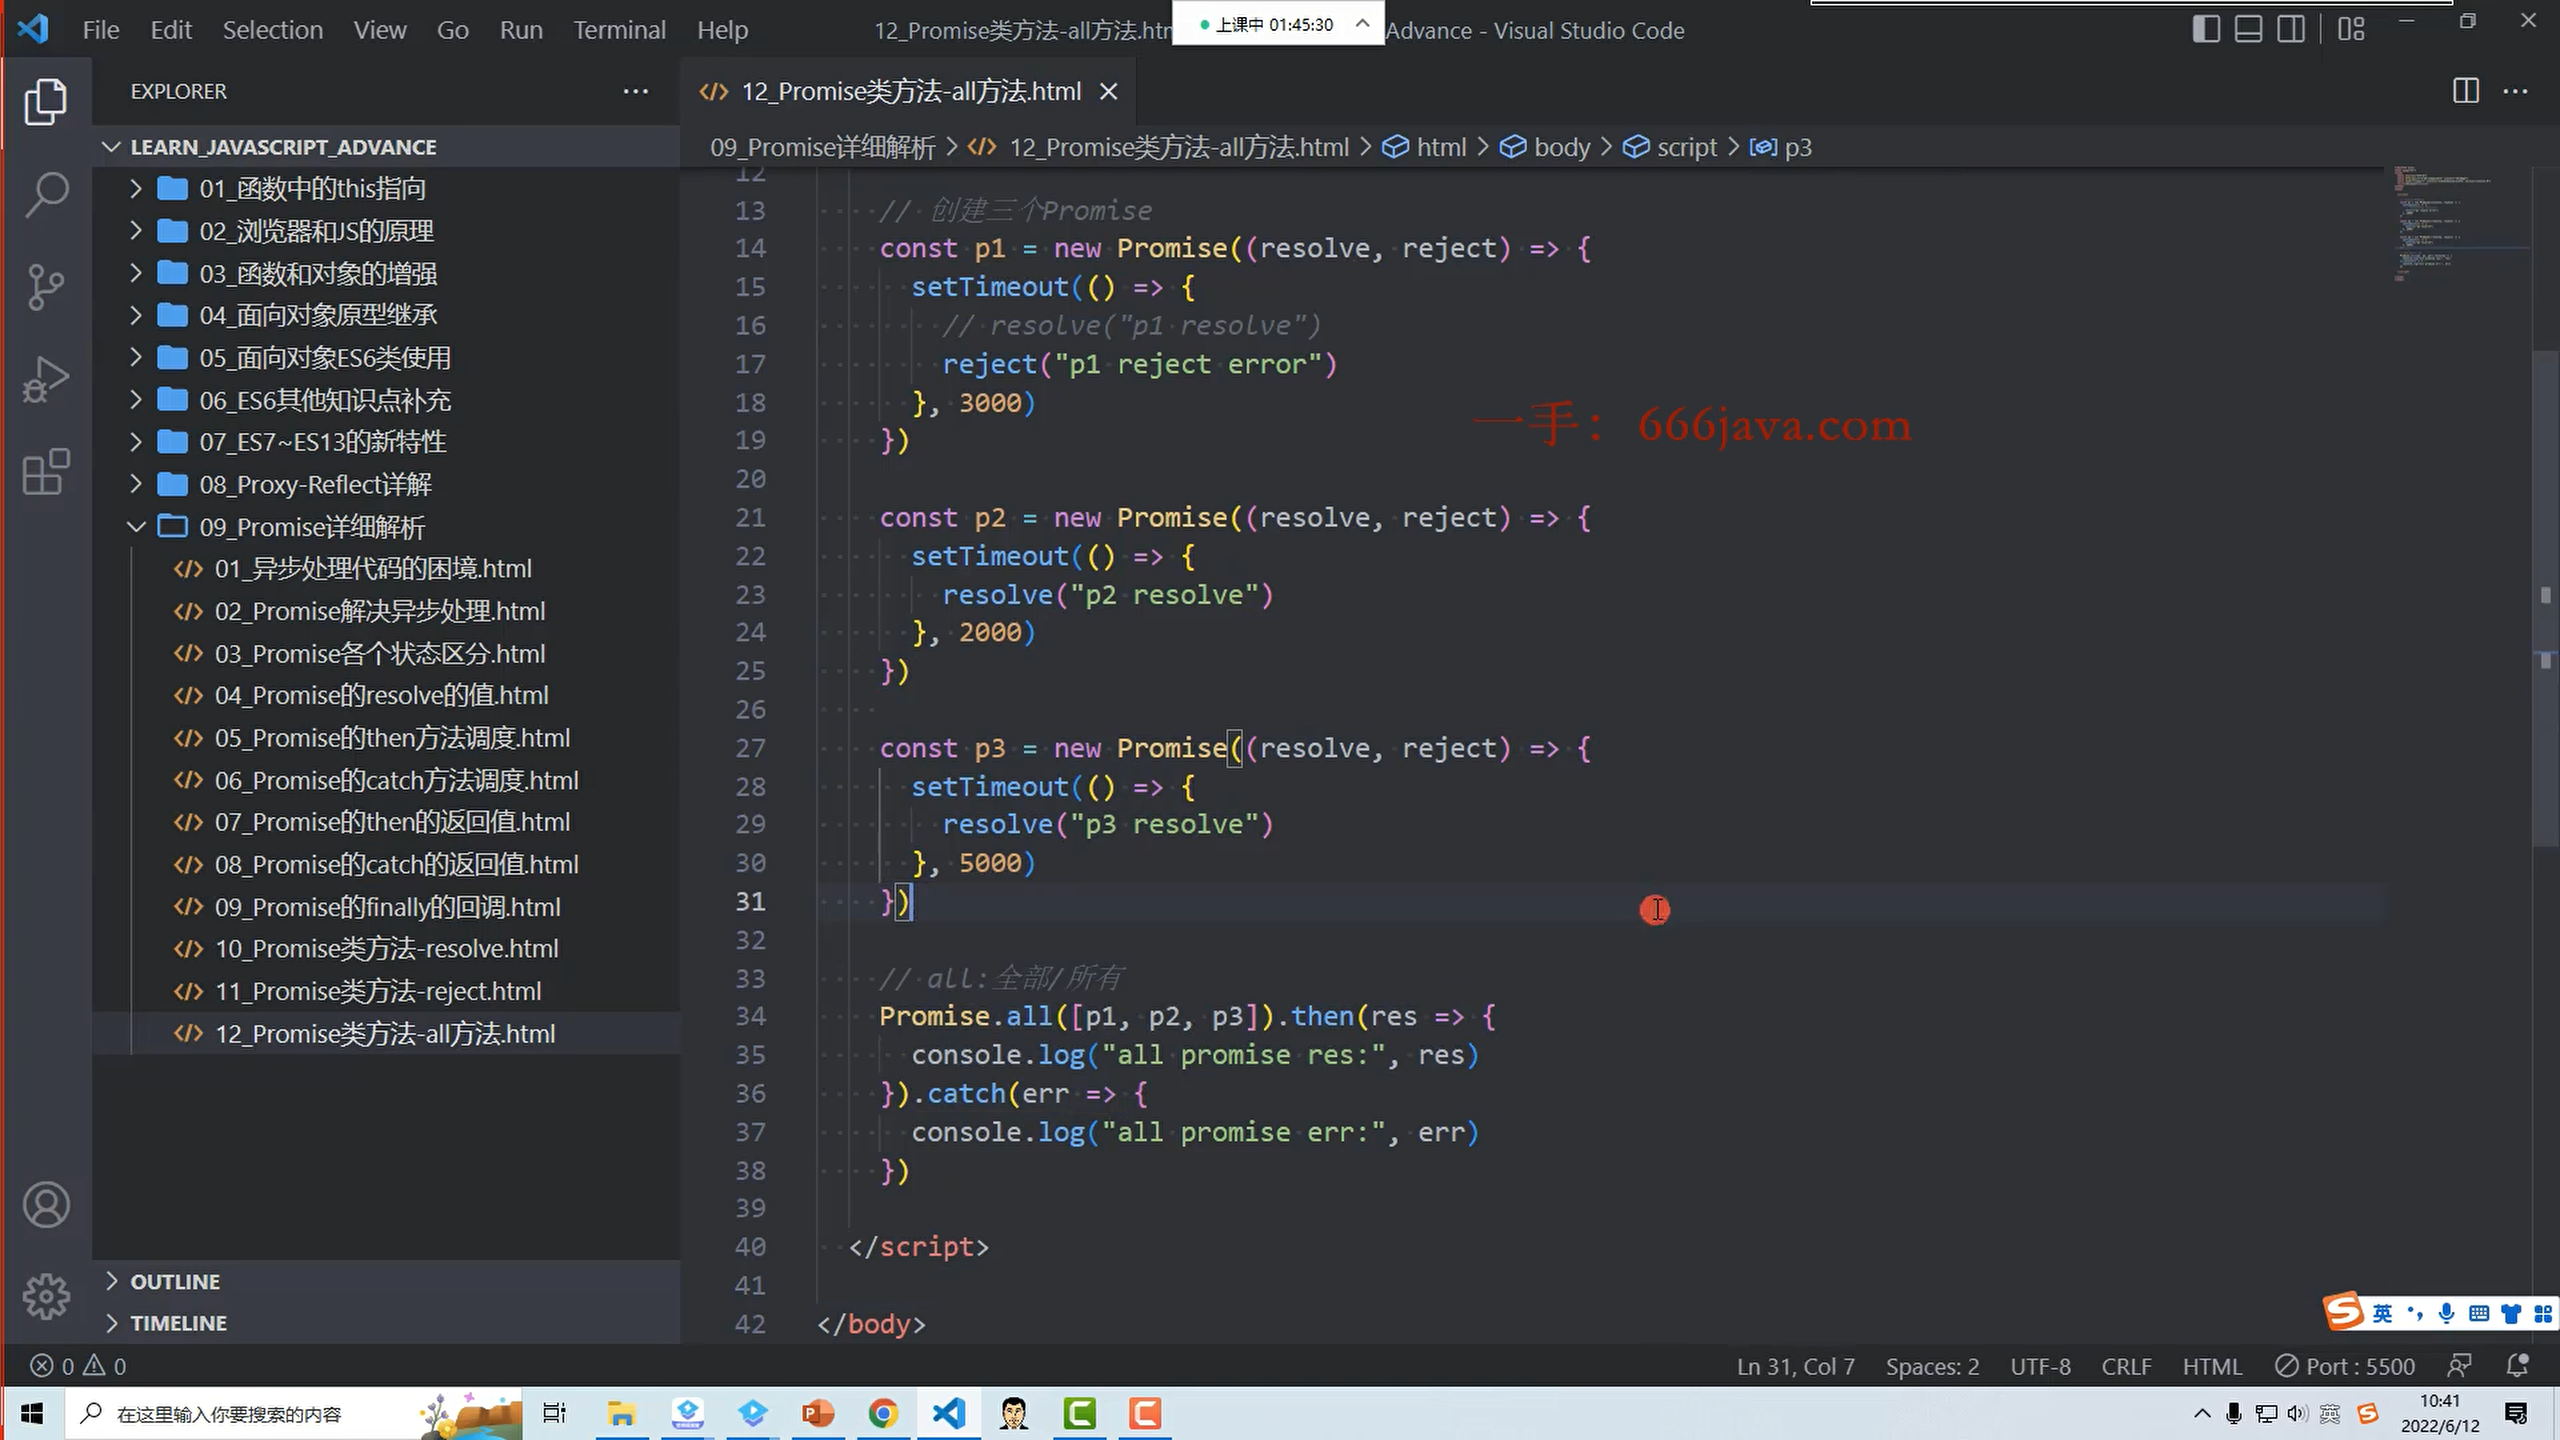 File Edit Selection View Go Run Terminal Help
12_Promise类方法-all方法.htm
上课中 01:45:30
Advance - Visual Studio Code
EXPLORER
LEARN_JAVASCRIPT_ADVANCE
01_函数中的this指向
02_浏览器和JS的原理
03_函数和对象的增强
04_面向对象原型继承
05_面向对象ES6类使用
06_ES6其他知识点补充
07_ES7~ES13的新特性
08_Proxy-Reflect详解
09_Promise详细解析
01_异步处理代码的困境.html
02_Promise解决异步处理.html
03_Promise各个状态区分.html
04_Promise的resolve的值.html
05_Promise的then方法调度.html
06_Promise的catch方法调度.html
07_Promise的then的返回值.html
08_Promise的catch的返回值.html
09_Promise的finally的回调.html
10_Promise类方法-resolve.html
11_Promise类方法-reject.html
12_Promise类方法-all方法.html
OUTLINE
TIMELINE
12_Promise类方法-all方法.html
09_Promise详细解析 > 12_Promise类方法-all方法.html > html > body > script > p3
12
13 // 创建三个Promise
14 const p1 = new Promise((resolve, reject) => {
15 setTimeout(() => {
16 // resolve("p1 resolve")
17 reject("p1 reject error")
18 }, 3000)
19 })
20
21 const p2 = new Promise((resolve, reject) => {
22 setTimeout(() => {
23 resolve("p2 resolve")
24 }, 2000)
25 })
26
27 const p3 = new Promise((resolve, reject) => {
28 setTimeout(() => {
29 resolve("p3 resolve")
30 }, 5000)
31 })
32
33 // all:全部/所有
34 Promise.all([p1, p2, p3]).then(res => {
35 console.log("all promise res:", res)
36 }).catch(err => {
37 console.log("all promise err:", err)
38 })
39
40 </script>
41
42 </body>
一手：666java.com
英
0 0
Ln 31, Col 7 Spaces: 2 UTF-8 CRLF HTML Port : 5500
在这里输入你要搜索的内容
英
10:41
2022/6/12